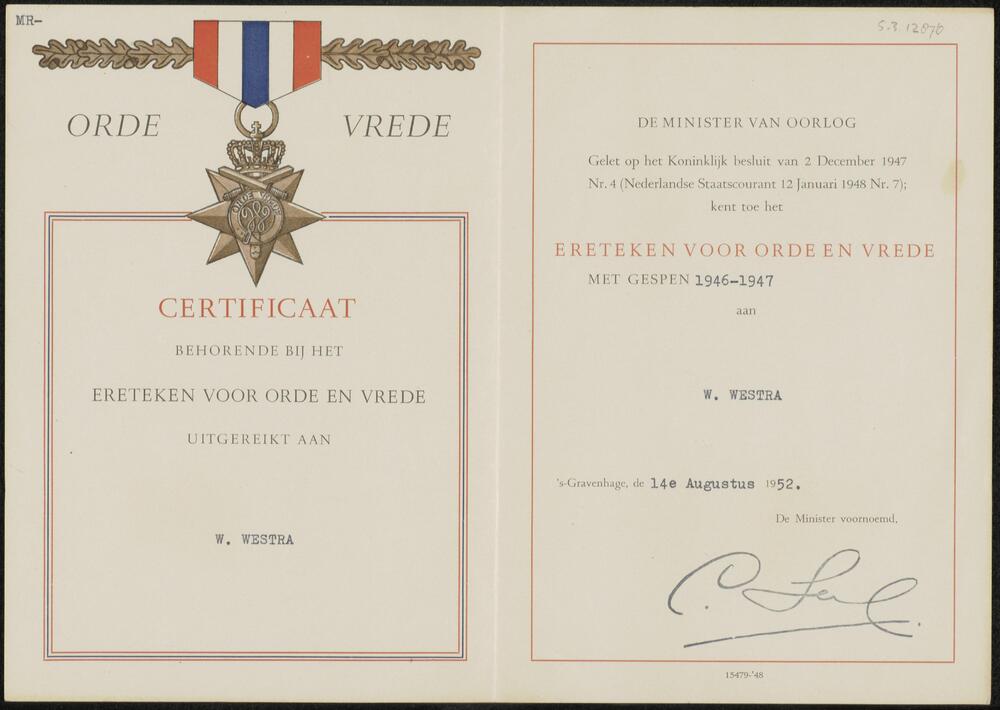 MR-
ORDE VREDE
ORDE VREDE
CERTIFICAAT
BEHORENDE BIJ HET
ERETEKEN VOOR ORDE EN VREDE
UITGEREIKT AAN
W. WESTRA
S.3.12876
DE MINISTER VAN OORLOG
Gelet op het Koninklijk besluit van 2 December 1947
Nr. 4 (Nederlandse Staatscourant 12 Januari 1948 Nr. 7);
kent toe het
ERETEKEN VOOR ORDE EN VREDE
MET GESPEN 1946-1947
aan
W. WESTRA
's-Gravenhage, de 14e Augustus 1952.
De Minister voornoemd,
15479-'48